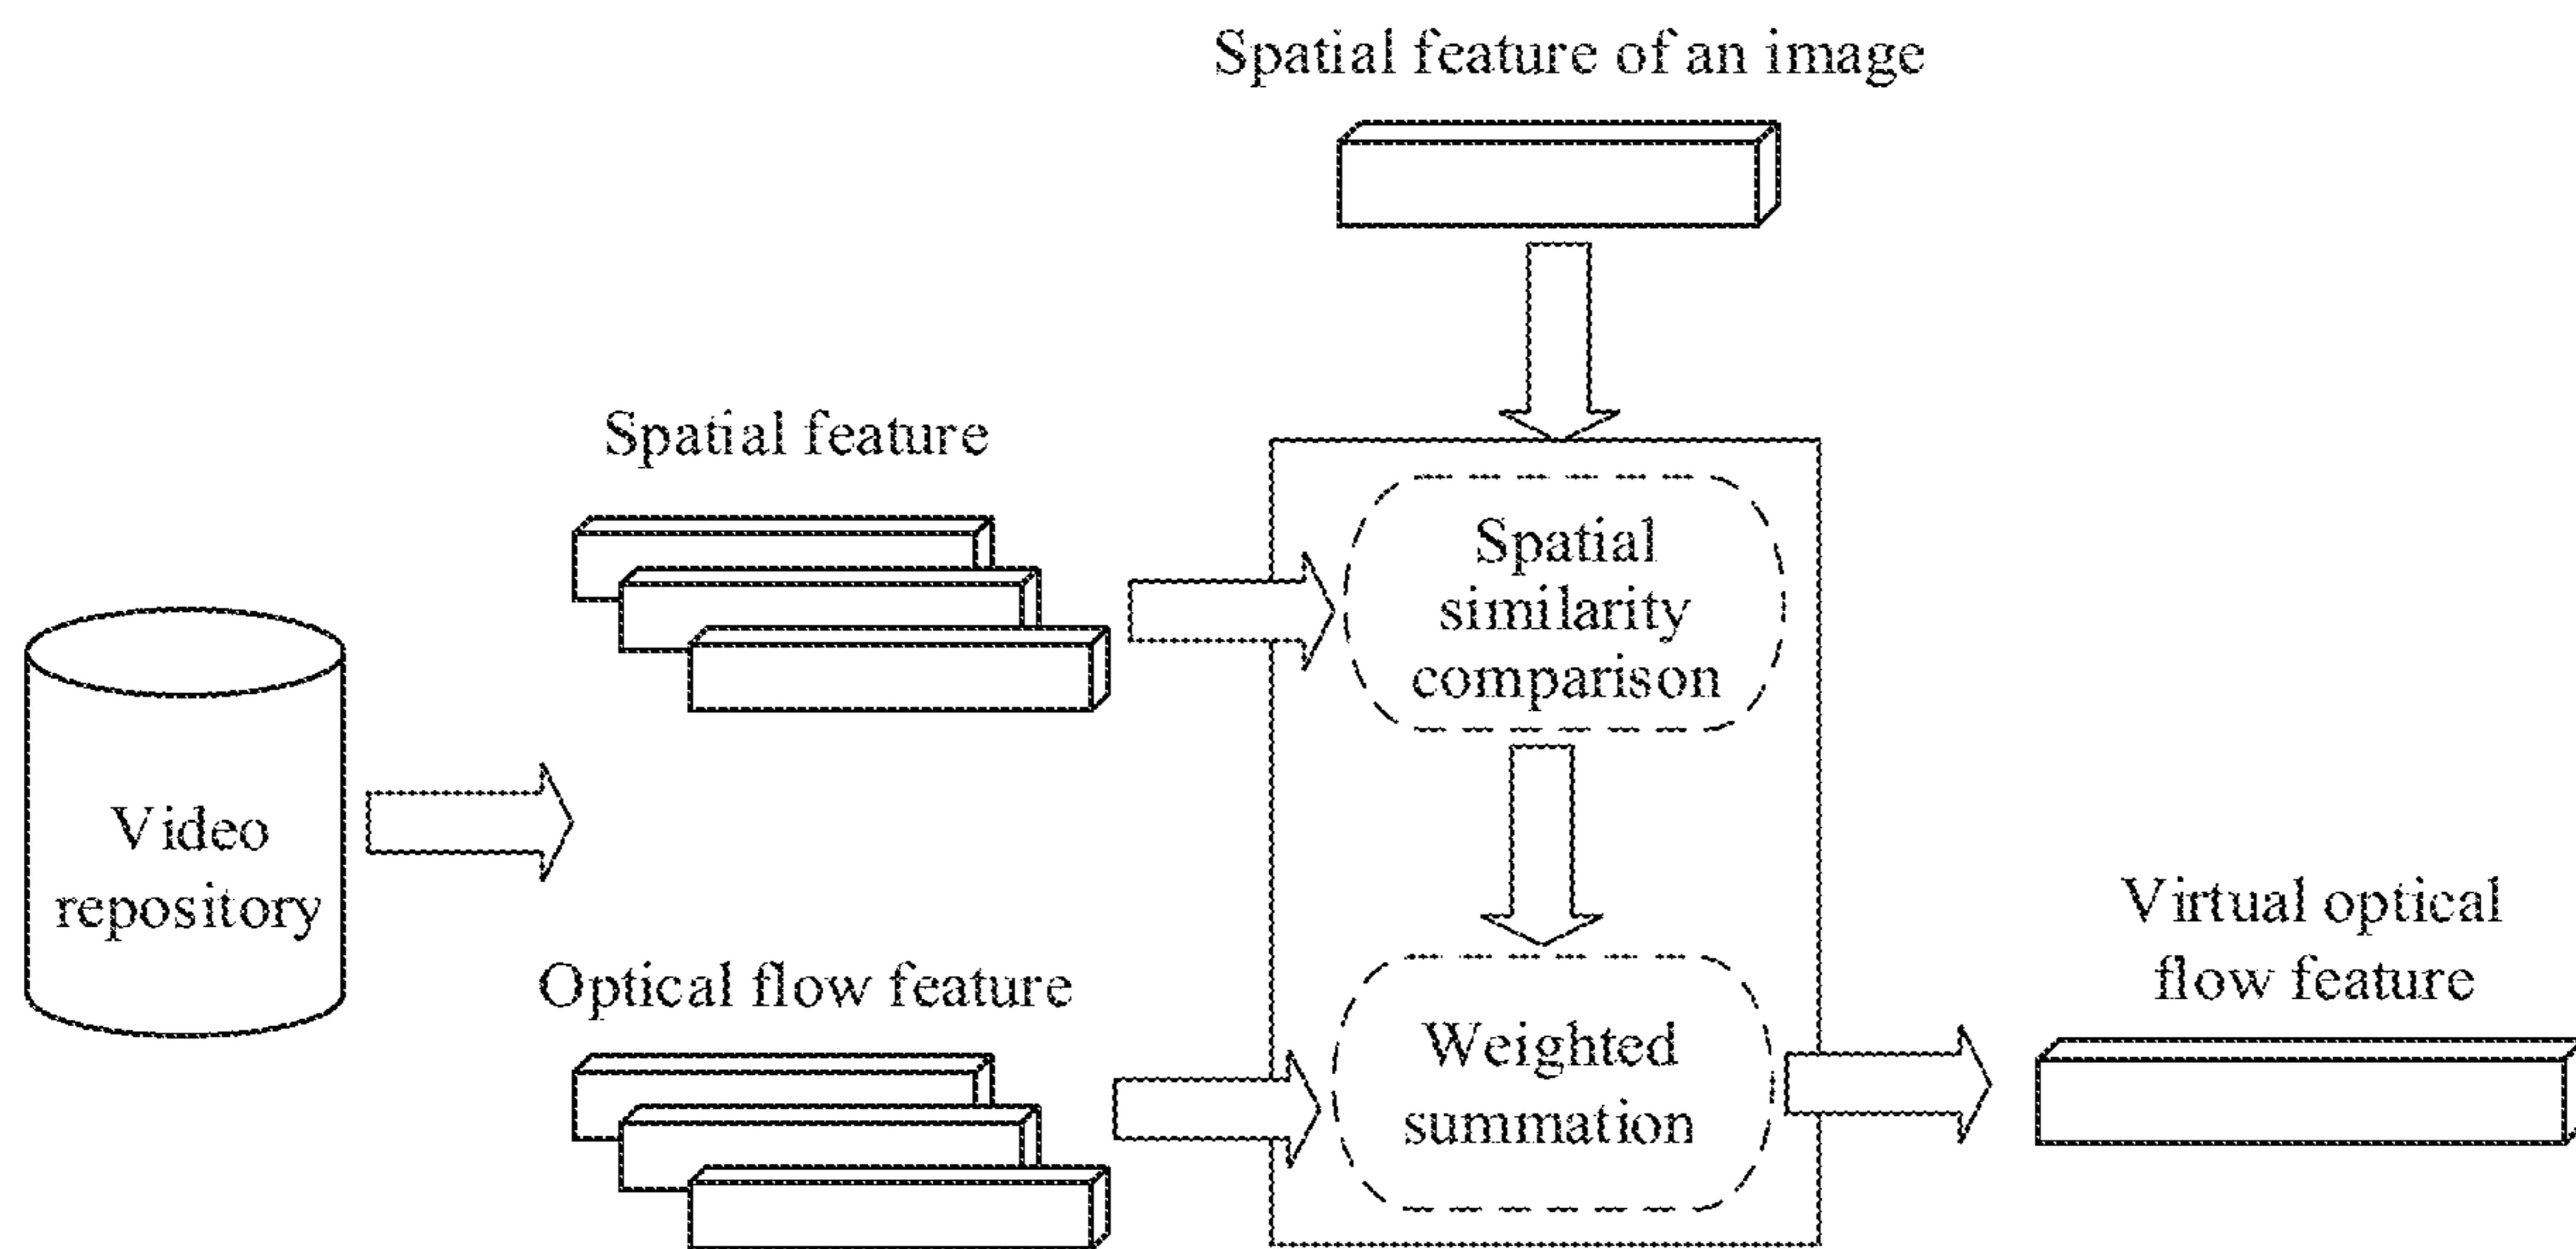 Spatial feature of an image
Spatial feature
Spatial
similarity
comparison
Video
repository
Optical flow feature
Weighted
summation
Virtual optical
flow feature